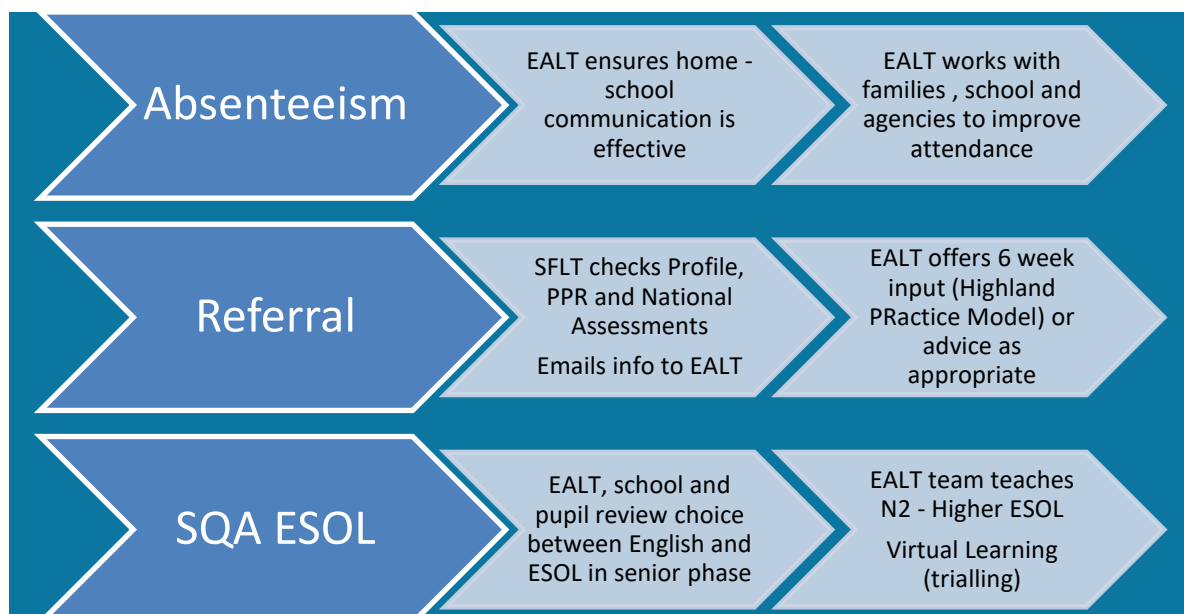 Absenteeism
EALT ensures home -
school
communication is
effective
EALT works with
families , school and
agencies to improve
attendance
Referral
SFLT checks Profile,
PPR and National
Assessments
Emails info to EALT
EALT offers 6 week
input (Highland
PRactice Model) or
advice as
appropriate
SQA ESOL
EALT, school and
pupil review choice
between English and
ESOL in senior phase
EALT team teaches
N2 - Higher ESOL
Virtual Learning
(trialling)